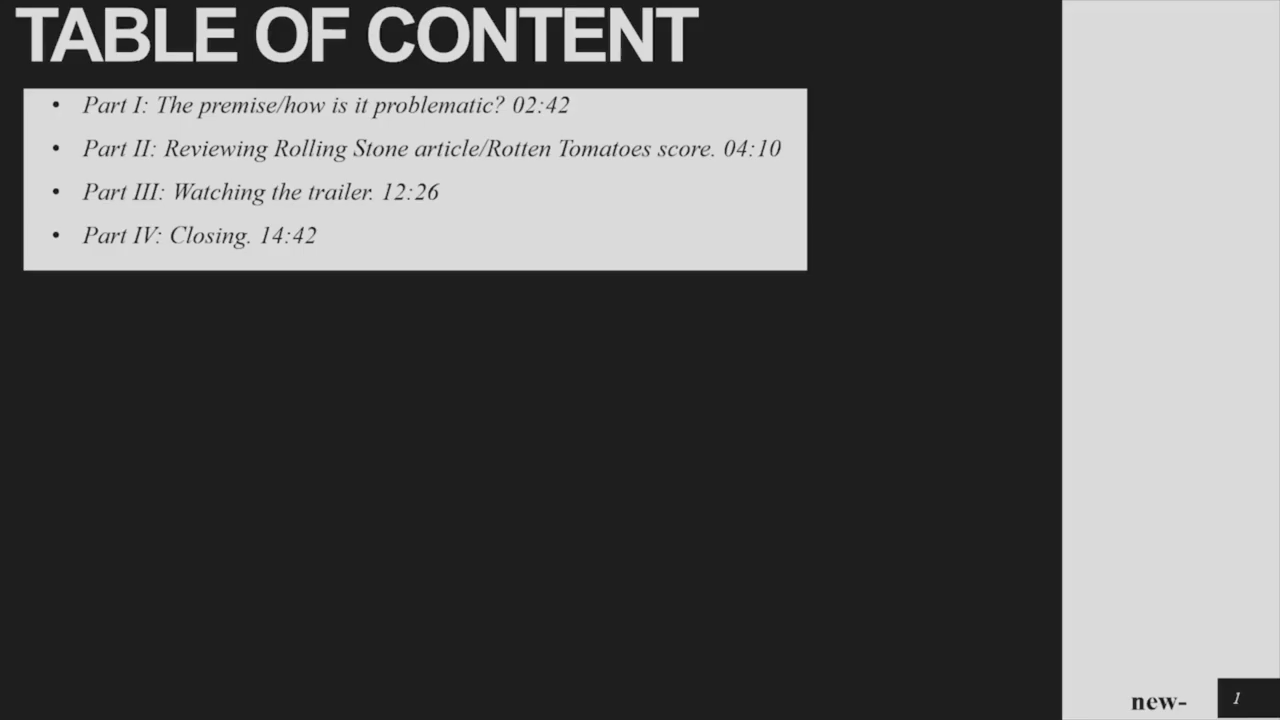 TABLE OF CONTENT
• Part I: The premise/how is it problematic? 02:42
• Part II: Reviewing Rolling Stone article/Rotten Tomatoes score. 04:10
• Part III: Watching the trailer. 12:26
• Part IV: Closing. 14:42
new-
1